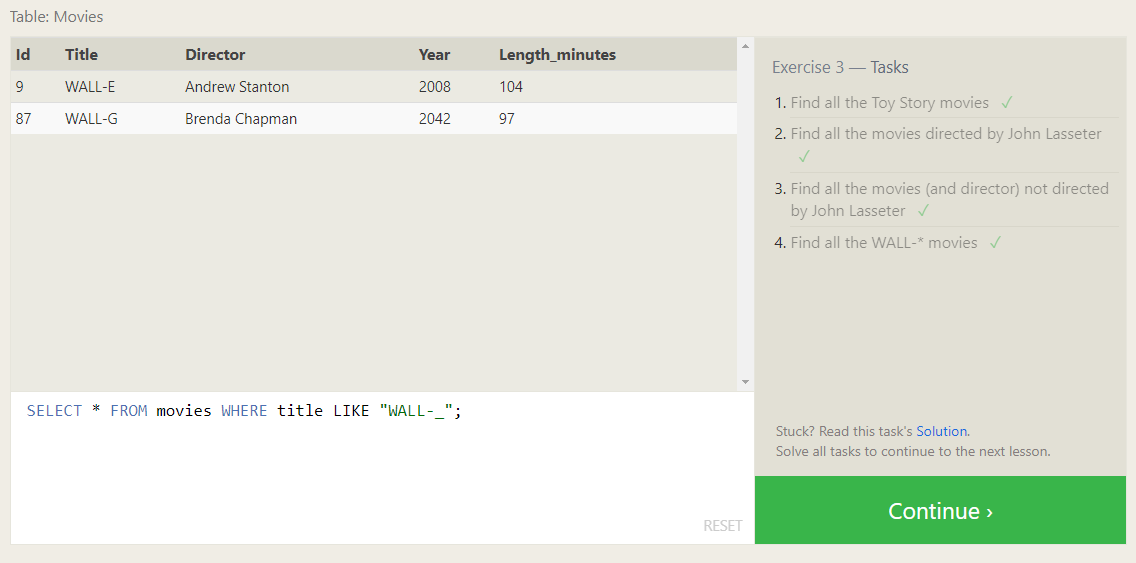 Table: Movies
Id Title Director Year Length_minutes
9 WALL-E Andrew Stanton 2008 104
87 WALL-G Brenda Chapman 2042 97
SELECT * FROM movies WHERE title LIKE "WALL-_";
RESET
Exercise 3 — Tasks
1. Find all the Toy Story movies ✓
2. Find all the movies directed by John Lasseter
✓
3. Find all the movies (and director) not directed
by John Lasseter ✓
4. Find all the WALL-* movies ✓
Stuck? Read this task's Solution.
Solve all tasks to continue to the next lesson.
Continue ›